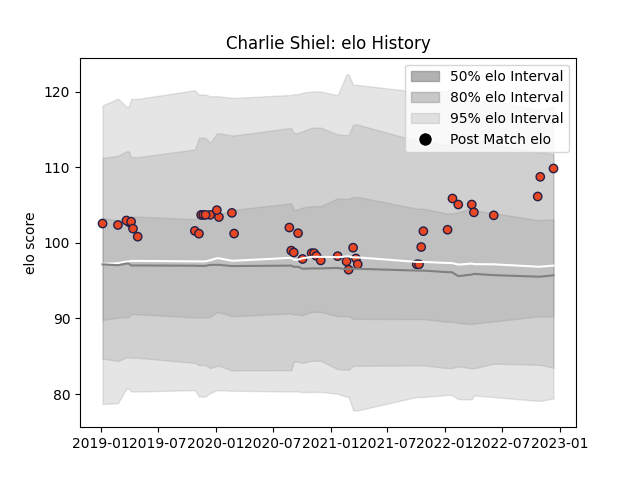 Charlie Shiel: elo History
50% elo Interval
80% elo Interval
95% elo Interval
Post Match elo
elo score
120
110
100
90
80
2019-01 2019-07 2020-01 2020-07 2021-01 2021-07 2022-01 2022-07 2023-01